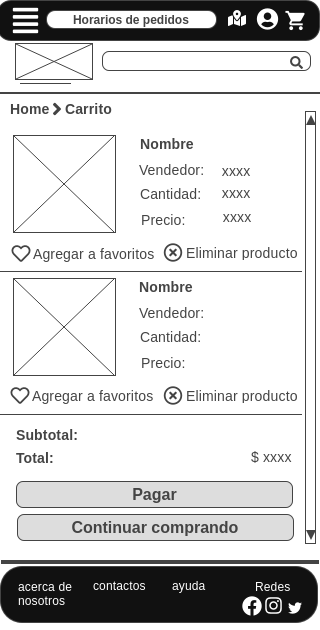 Horarios de pedidos
Home Carrito
Nombre
Vendedor: xxxx
Cantidad: xxxx
Precio: xxxx
Agregar a favoritos Eliminar producto
Nombre
Vendedor:
Cantidad:
Precio:
Agregar a favoritos Eliminar producto
Subtotal:
Total: $ xxxx
Pagar
Continuar comprando
acerca de nosotros
contactos
ayuda
Redes